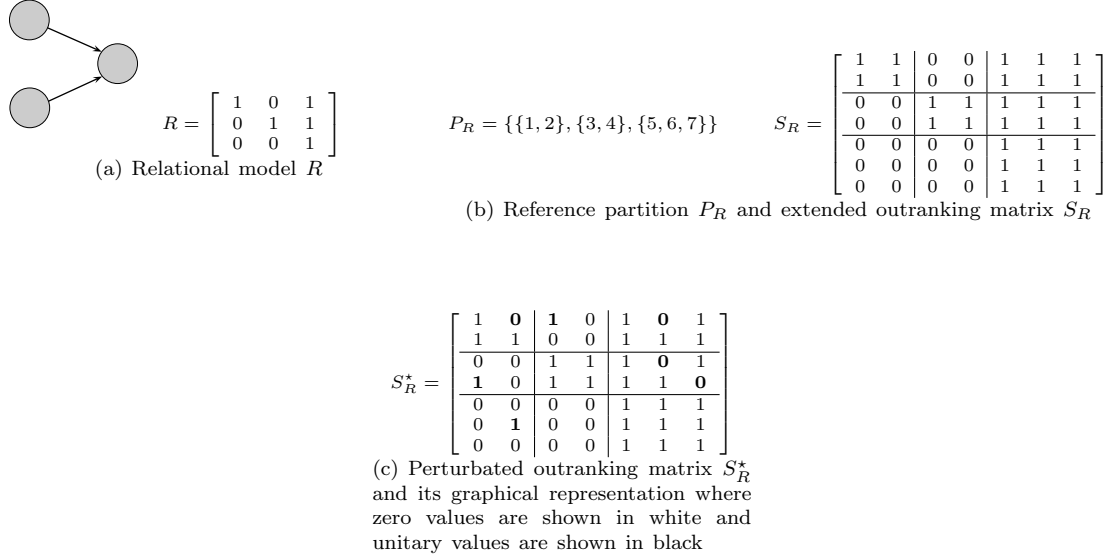 R = [ 1 0 1
0 1 1
0 0 1 ]
(a) Relational model R
P_R = {{1, 2}, {3, 4}, {5, 6, 7}}
S_R = [ 1 1 | 0 0 | 1 1 1
1 1 | 0 0 | 1 1 1
0 0 | 1 1 | 1 1 1
0 0 | 1 1 | 1 1 1
0 0 | 0 0 | 1 1 1
0 0 | 0 0 | 1 1 1
0 0 | 0 0 | 1 1 1 ]
(b) Reference partition P_R and extended outranking matrix S_R
S_R^⋆ = [ 1 0 | 1 0 | 1 0 1
1 1 | 0 0 | 1 1 1
0 0 | 1 1 | 1 0 1
1 0 | 1 1 | 1 1 0
0 0 | 0 0 | 1 1 1
0 1 | 0 0 | 1 1 1
0 0 | 0 0 | 1 1 1 ]
(c) Perturbated outranking matrix S_R^⋆
and its graphical representation where
zero values are shown in white and
unitary values are shown in black